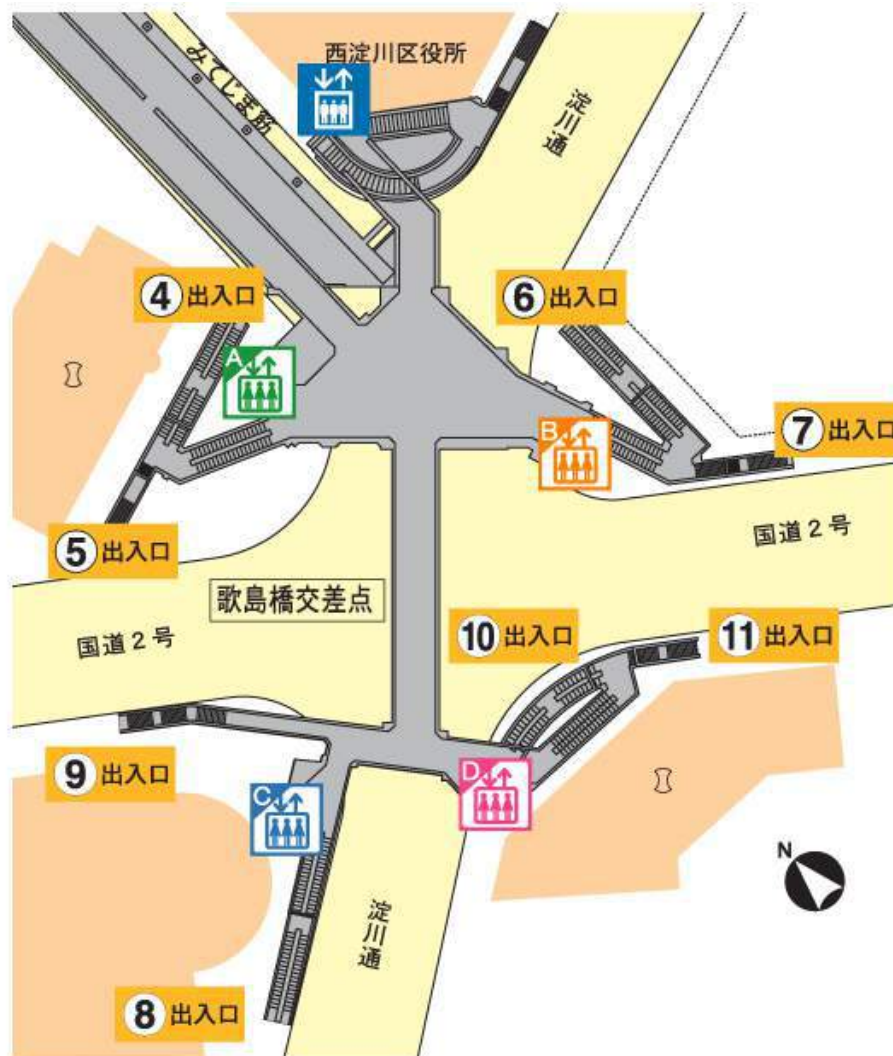 西淀川区役所
みてじま筋
淀川通
④ 出入口
⑥ 出入口
A
B
⑦ 出入口
⑤ 出入口
国道2号
歌島橋交差点
⑩ 出入口
⑪ 出入口
国道2号
⑨ 出入口
C
D
N
淀川通
⑧ 出入口